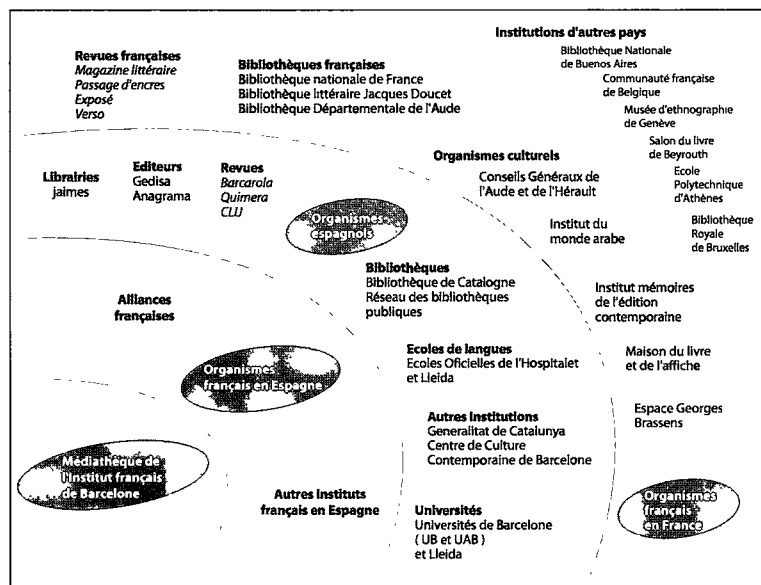 Institutions d'autres pays
Bibliothèque Nationale
de Buenos Aires
Communauté française
de Belgique
Musée d'ethnographie
de Genève
Salon du livre
de Beyrouth
Ecole
Polytechnique
d'Athènes
Bibliothèque
Royale
de Bruxelles
Revues françaises
Magazine littéraire
Passage d'encres
Exposé
Verso
Bibliothèques françaises
Bibliothèque nationale de France
Bibliothèque littéraire Jacques Doucet
Bibliothèque Départementale de l'Aude
Organismes culturels
Conseils Généraux de
l'Aude et de l'Hérault
Institut du
monde arabe
Institut mémoires
de l'édition
contemporaine
Maison du livre
et de l'affiche
Espace Georges
Brassens
Organismes
français
en France
Librairies
jaimes
Editeurs
Gedisa
Anagrama
Revues
Barcarola
Quimera
CLIJ
Organismes
espagnols
Bibliothèques
Bibliothèque de Catalogne
Réseau des bibliothèques
publiques
Ecoles de langues
Ecoles Oficielles de l'Hospitalet
et Lleida
Autres institutions
Generalitat de Catalunya
Centre de Culture
Contemporaine de Barcelone
Universités
Universités de Barcelone
( UB et UAB )
et Lleida
Alliances
françaises
Organismes
français en Espagne
Autres Instituts
français en Espagne
Médiathèque de
l'Institut français
de Barcelone